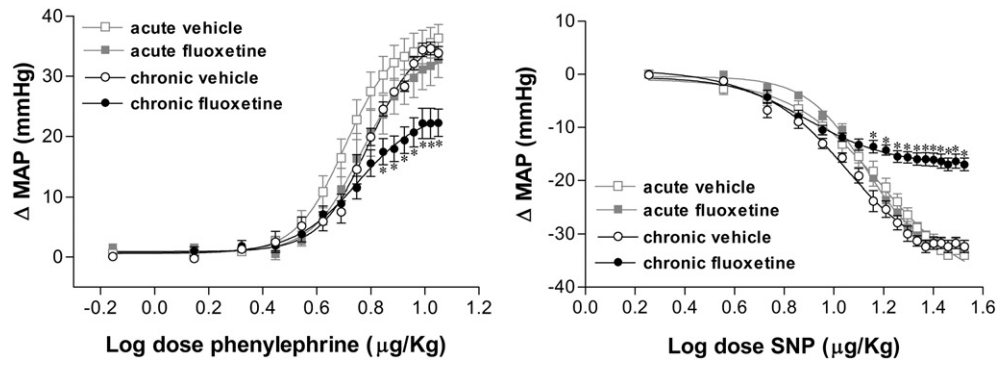 acute vehicle
acute fluoxetine
chronic vehicle
chronic fluoxetine
Δ MAP (mmHg)
40
30
20
10
0
-0.2 0.0 0.2 0.4 0.6 0.8 1.0 1.2
Log dose phenylephrine (μg/Kg)
*******
Δ MAP (mmHg)
10
0
-10
-20
-30
-40
acute vehicle
acute fluoxetine
chronic vehicle
chronic fluoxetine
0.0 0.2 0.4 0.6 0.8 1.0 1.2 1.4 1.6
Log dose SNP (μg/Kg)